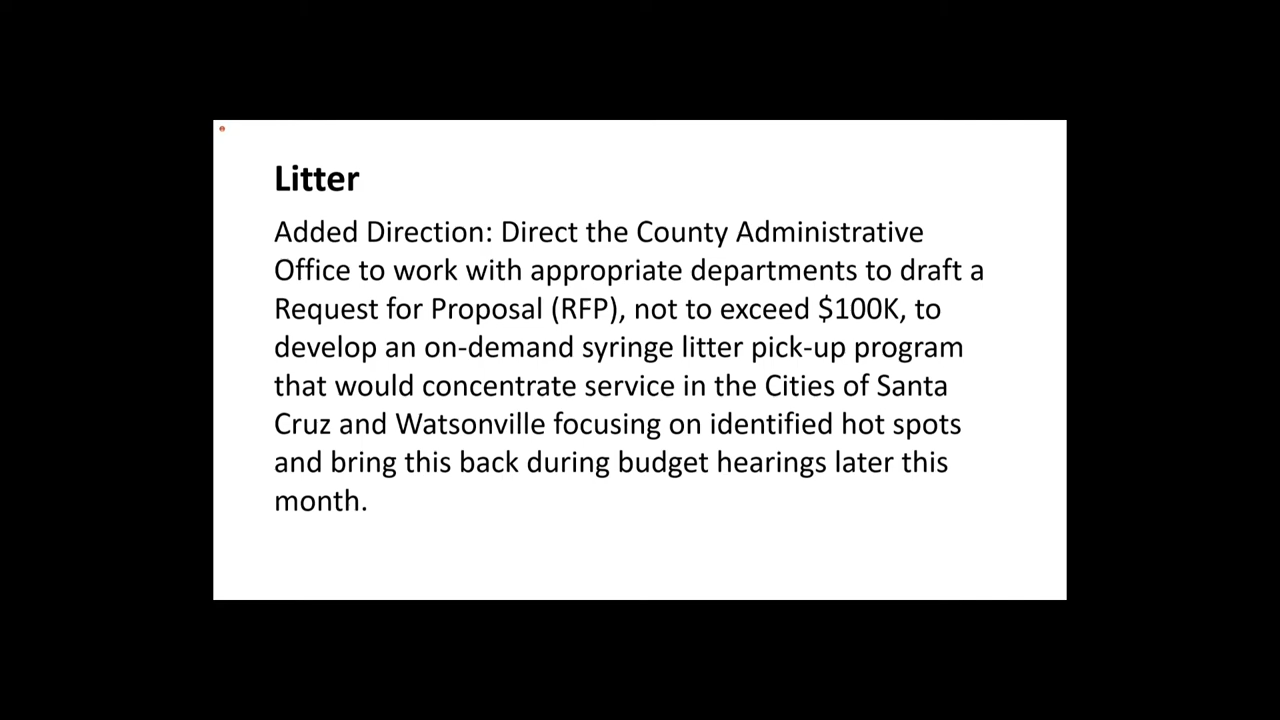 Litter
Added Direction: Direct the County Administrative
Office to work with appropriate departments to draft a
Request for Proposal (RFP), not to exceed $100K, to
develop an on-demand syringe litter pick-up program
that would concentrate service in the Cities of Santa
Cruz and Watsonville focusing on identified hot spots
and bring this back during budget hearings later this
month.